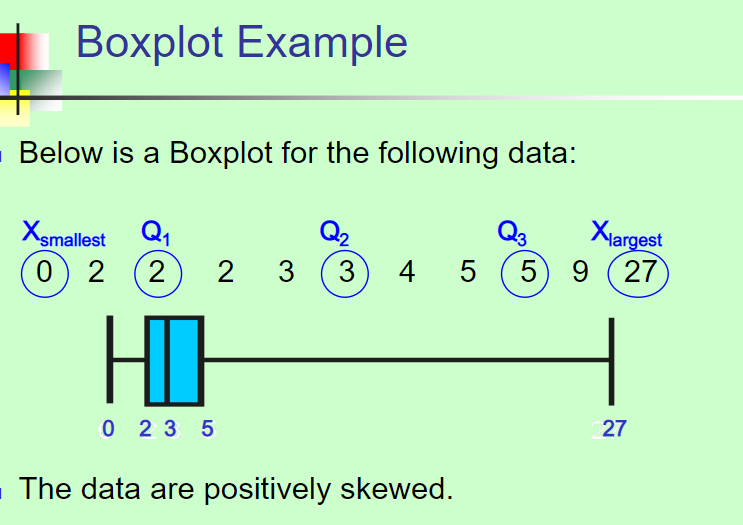 Boxplot Example
Below is a Boxplot for the following data:
Xsmallest Q1 Q2 Q3 Xlargest
0 2 2 2 3 3 4 5 5 9 27
0 2 3 5 27
The data are positively skewed.